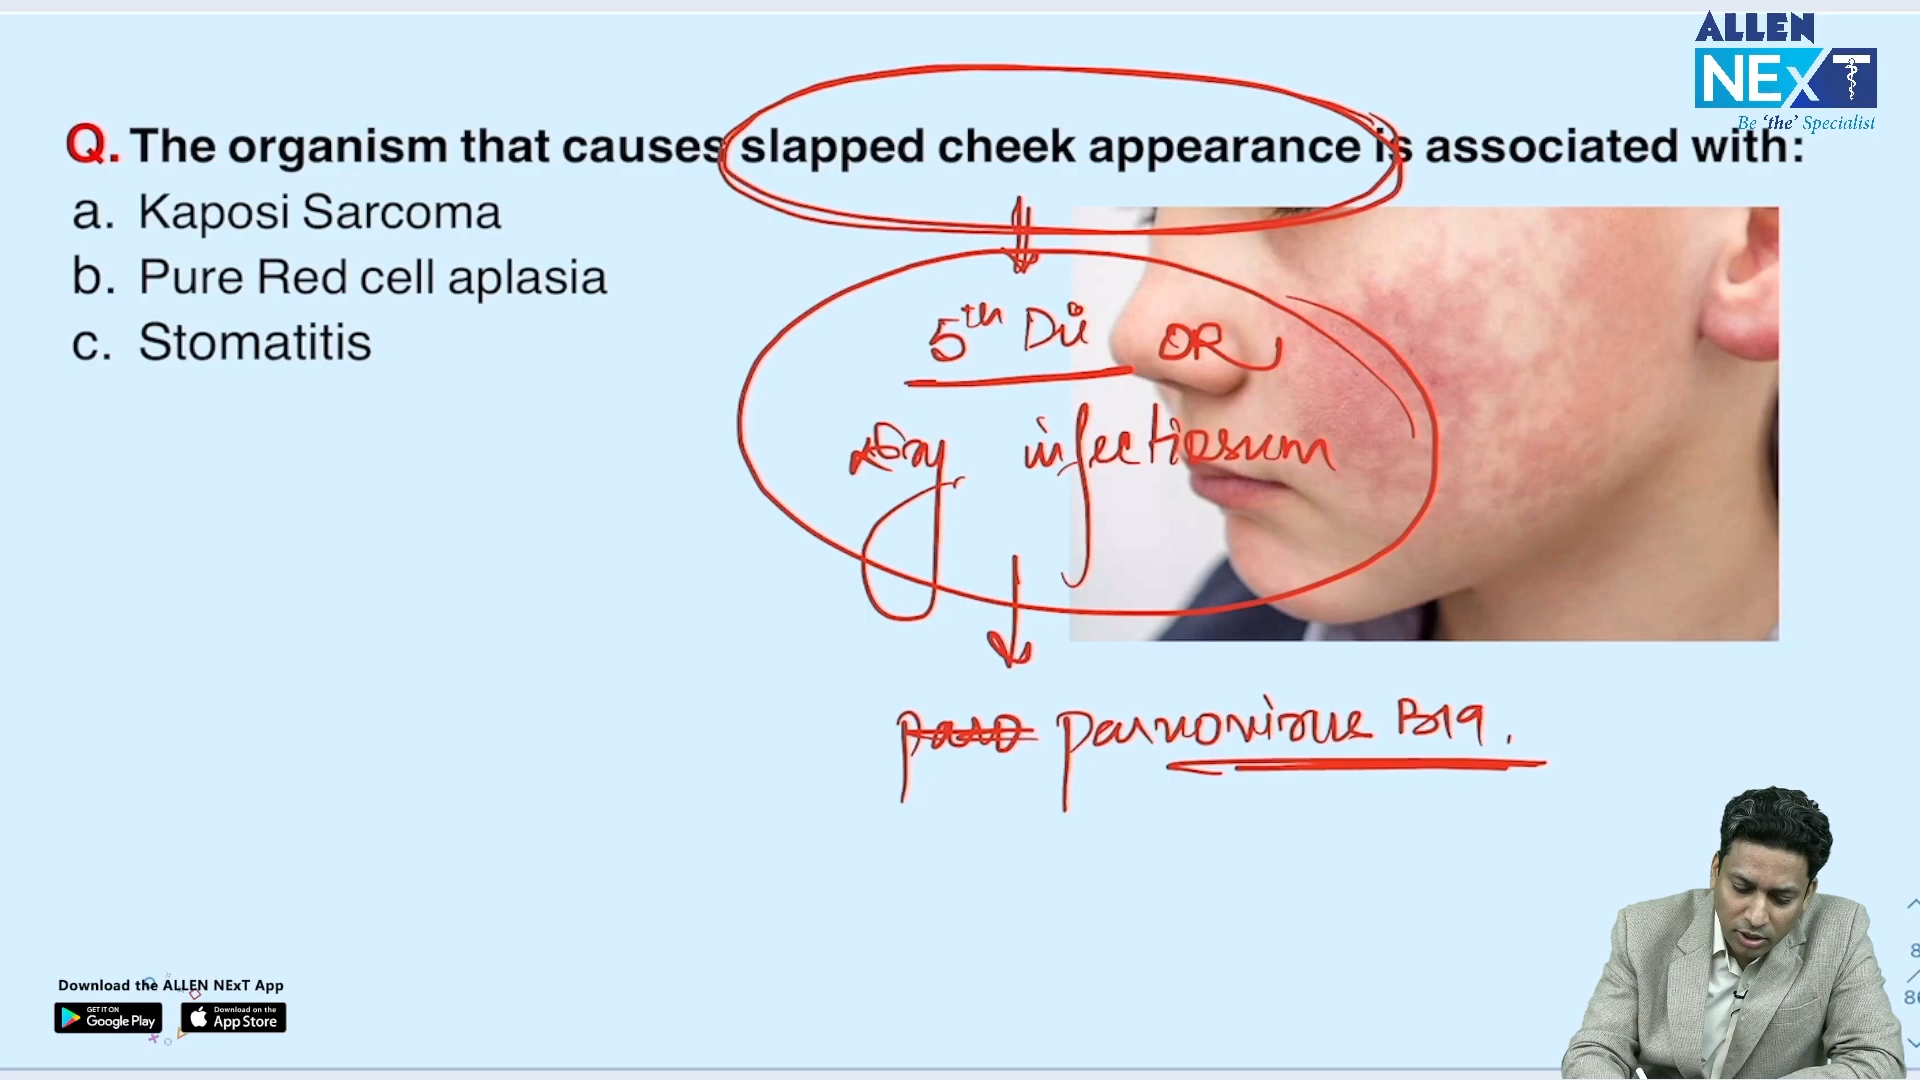 ALLEN
NExT
Be 'the' Specialist
Q. The organism that causes slapped cheek appearance is associated with:
a. Kaposi Sarcoma
b. Pure Red cell aplasia
c. Stomatitis
5th Dis OR
infectiosum
parvovirus B19.
Download the ALLEN NExT App
GET IT ON
Google Play
Download on the
App Store
8
/